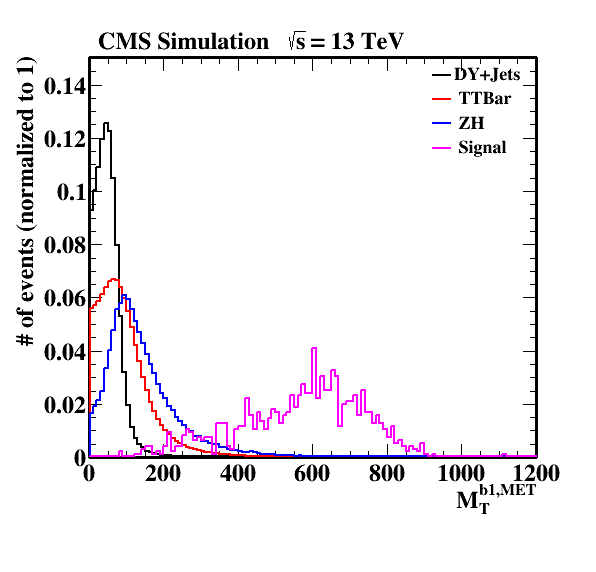 CMS Simulation √s = 13 TeV
# of events (normalized to 1)
0.14
0.12
0.1
0.08
0.06
0.04
0.02
0
DY+Jets
TTBar
ZH
Signal
0 200 400 600 800 1000 1200
M_T^b1,MET